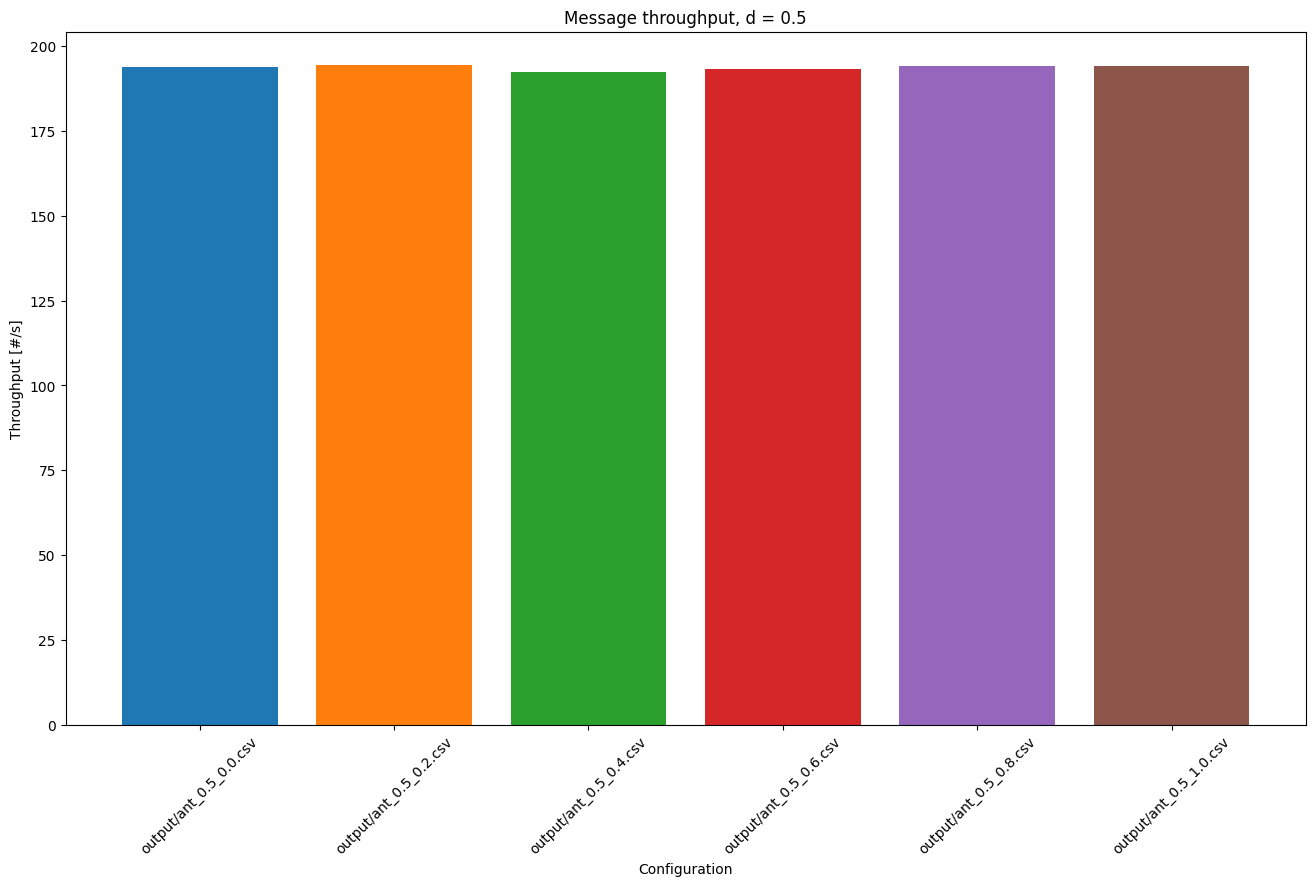 Message throughput, d = 0.5
Throughput [#/s]
200
175
150
125
100
75
50
25
0
output/ant_0.5_0.0.csv
output/ant_0.5_0.2.csv
output/ant_0.5_0.4.csv
output/ant_0.5_0.6.csv
output/ant_0.5_0.8.csv
output/ant_0.5_1.0.csv
Configuration